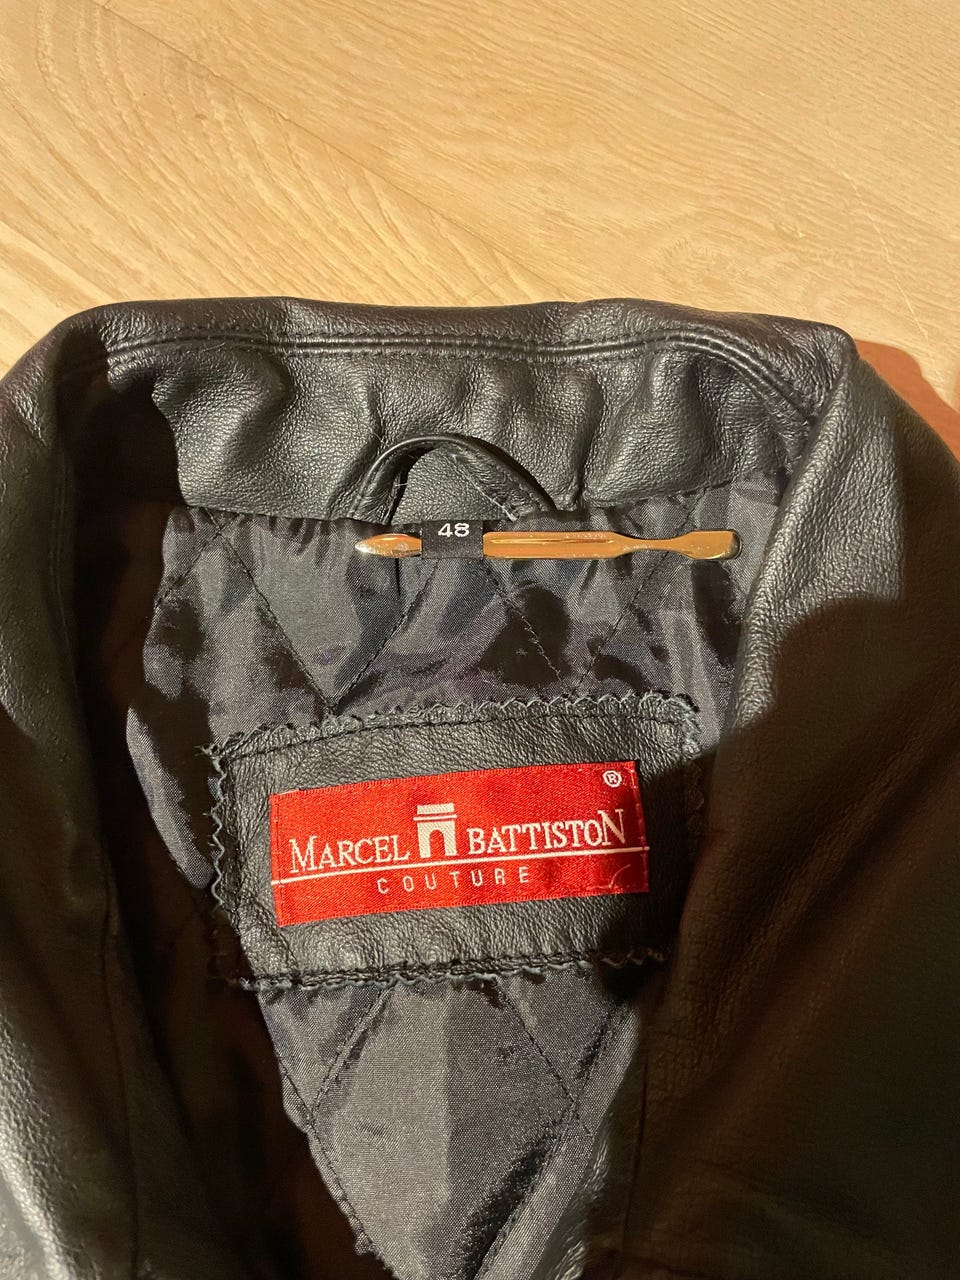 48
®
MARCEL BATTISTON
COUTURE